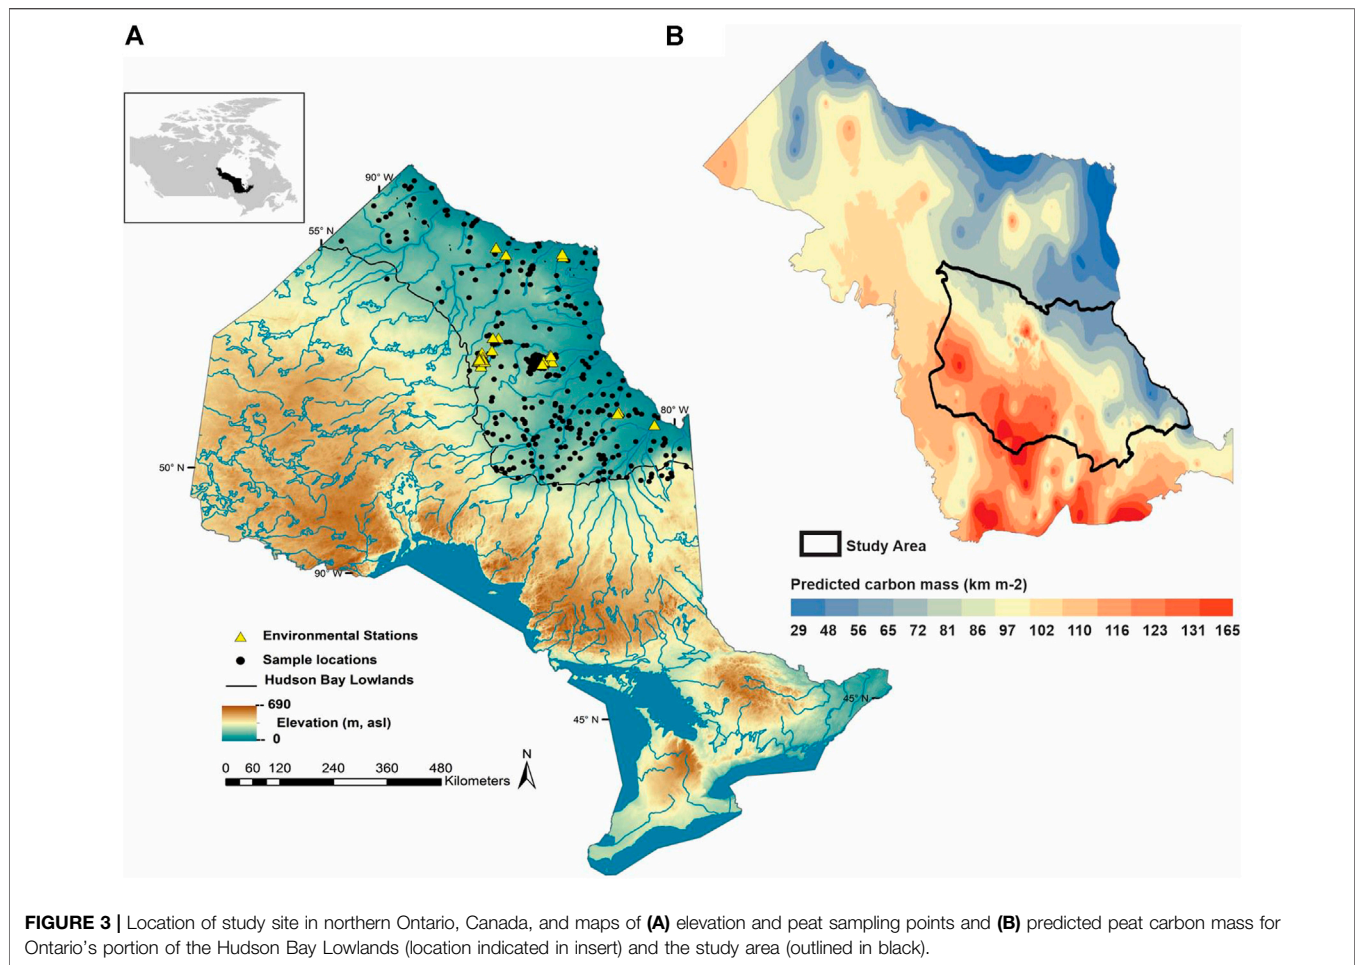 A
B
90° W
55° N
80° W
50° N
90° W
Study Area
Predicted carbon mass (km m-2)
29 48 56 65 72 81 86 97 102 110 116 123 131 165
Environmental Stations
Sample locations
Hudson Bay Lowlands
690
Elevation (m, asl)
0
45° N
45° N
N
0 60 120 240 360 480
Kilometers
FIGURE 3 | Location of study site in northern Ontario, Canada, and maps of (A) elevation and peat sampling points and (B) predicted peat carbon mass for
Ontario’s portion of the Hudson Bay Lowlands (location indicated in insert) and the study area (outlined in black).